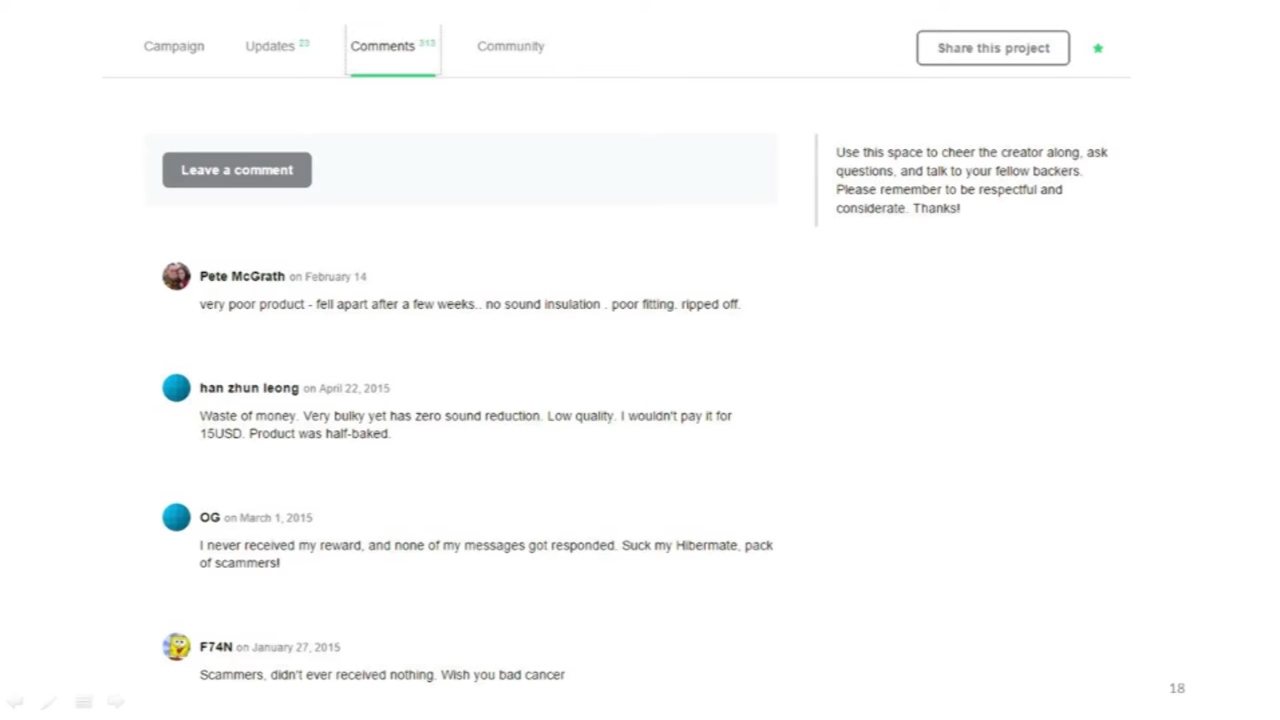 Campaign Updates 23 Comments 313 Community Share this project
Leave a comment
Use this space to cheer the creator along, ask
questions, and talk to your fellow backers.
Please remember to be respectful and
considerate. Thanks!
Pete McGrath on February 14
very poor product - fell apart after a few weeks.. no sound insulation . poor fitting. ripped off.
han zhun leong on April 22, 2015
Waste of money. Very bulky yet has zero sound reduction. Low quality. I wouldn't pay it for
15USD. Product was half-baked.
OG on March 1, 2015
I never received my reward, and none of my messages got responded. Suck my Hibermate, pack
of scammers!
F74N on January 27, 2015
Scammers, didn't ever received nothing. Wish you bad cancer
18